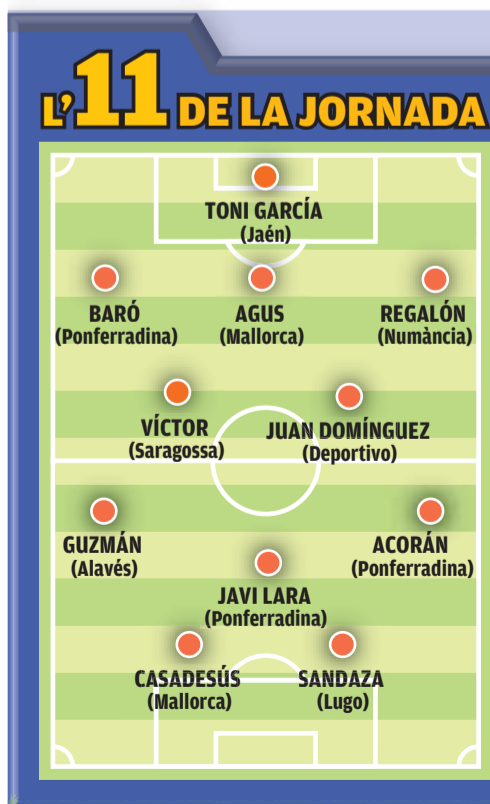 L'11 DE LA JORNADA
TONI GARCÍA
(Jaén)
BARÓ
(Ponferradina)
AGUS
(Mallorca)
REGALÓN
(Numància)
VÍCTOR
(Saragossa)
JUAN DOMÍNGUEZ
(Deportivo)
GUZMÁN
(Alavés)
ACORÁN
(Ponferradina)
JAVI LARA
(Ponferradina)
CASADESÚS
(Mallorca)
SANDAZA
(Lugo)